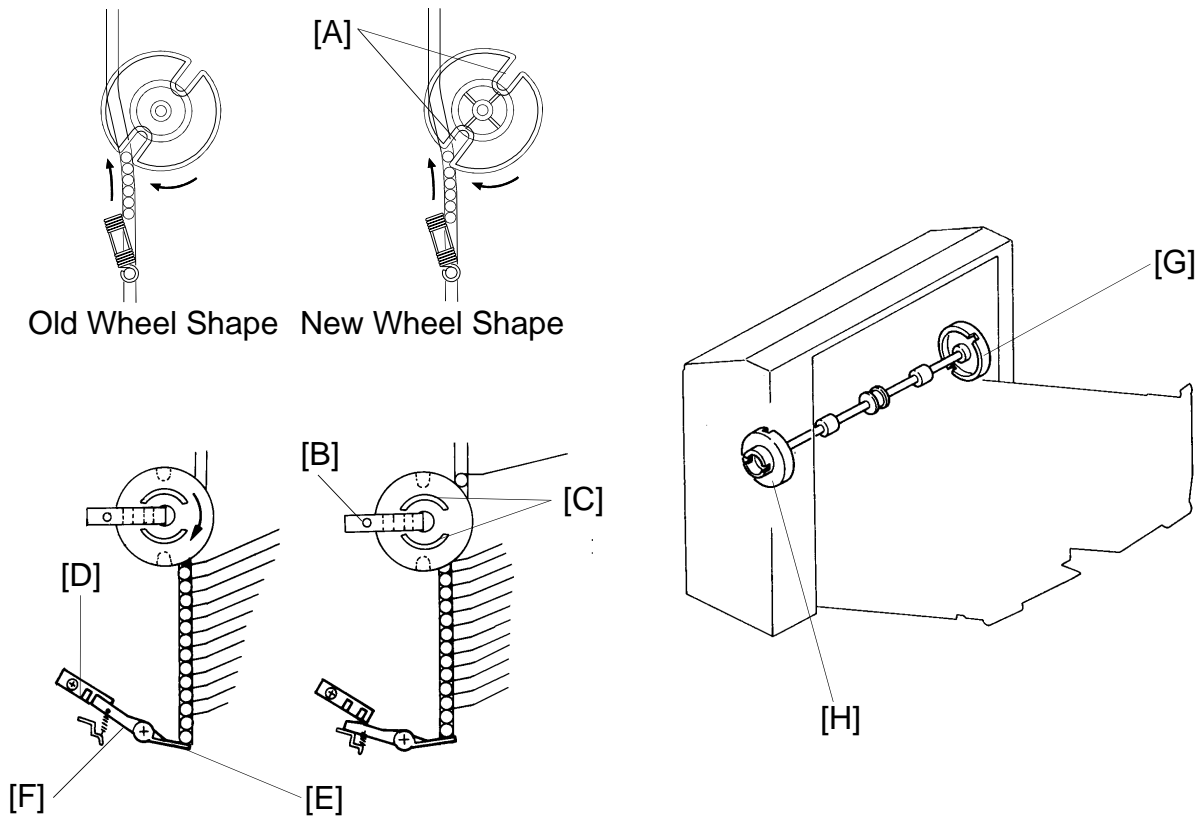 [A]
Old Wheel Shape New Wheel Shape
[G]
[B]
[C]
[D]
[H]
[F]
[E]